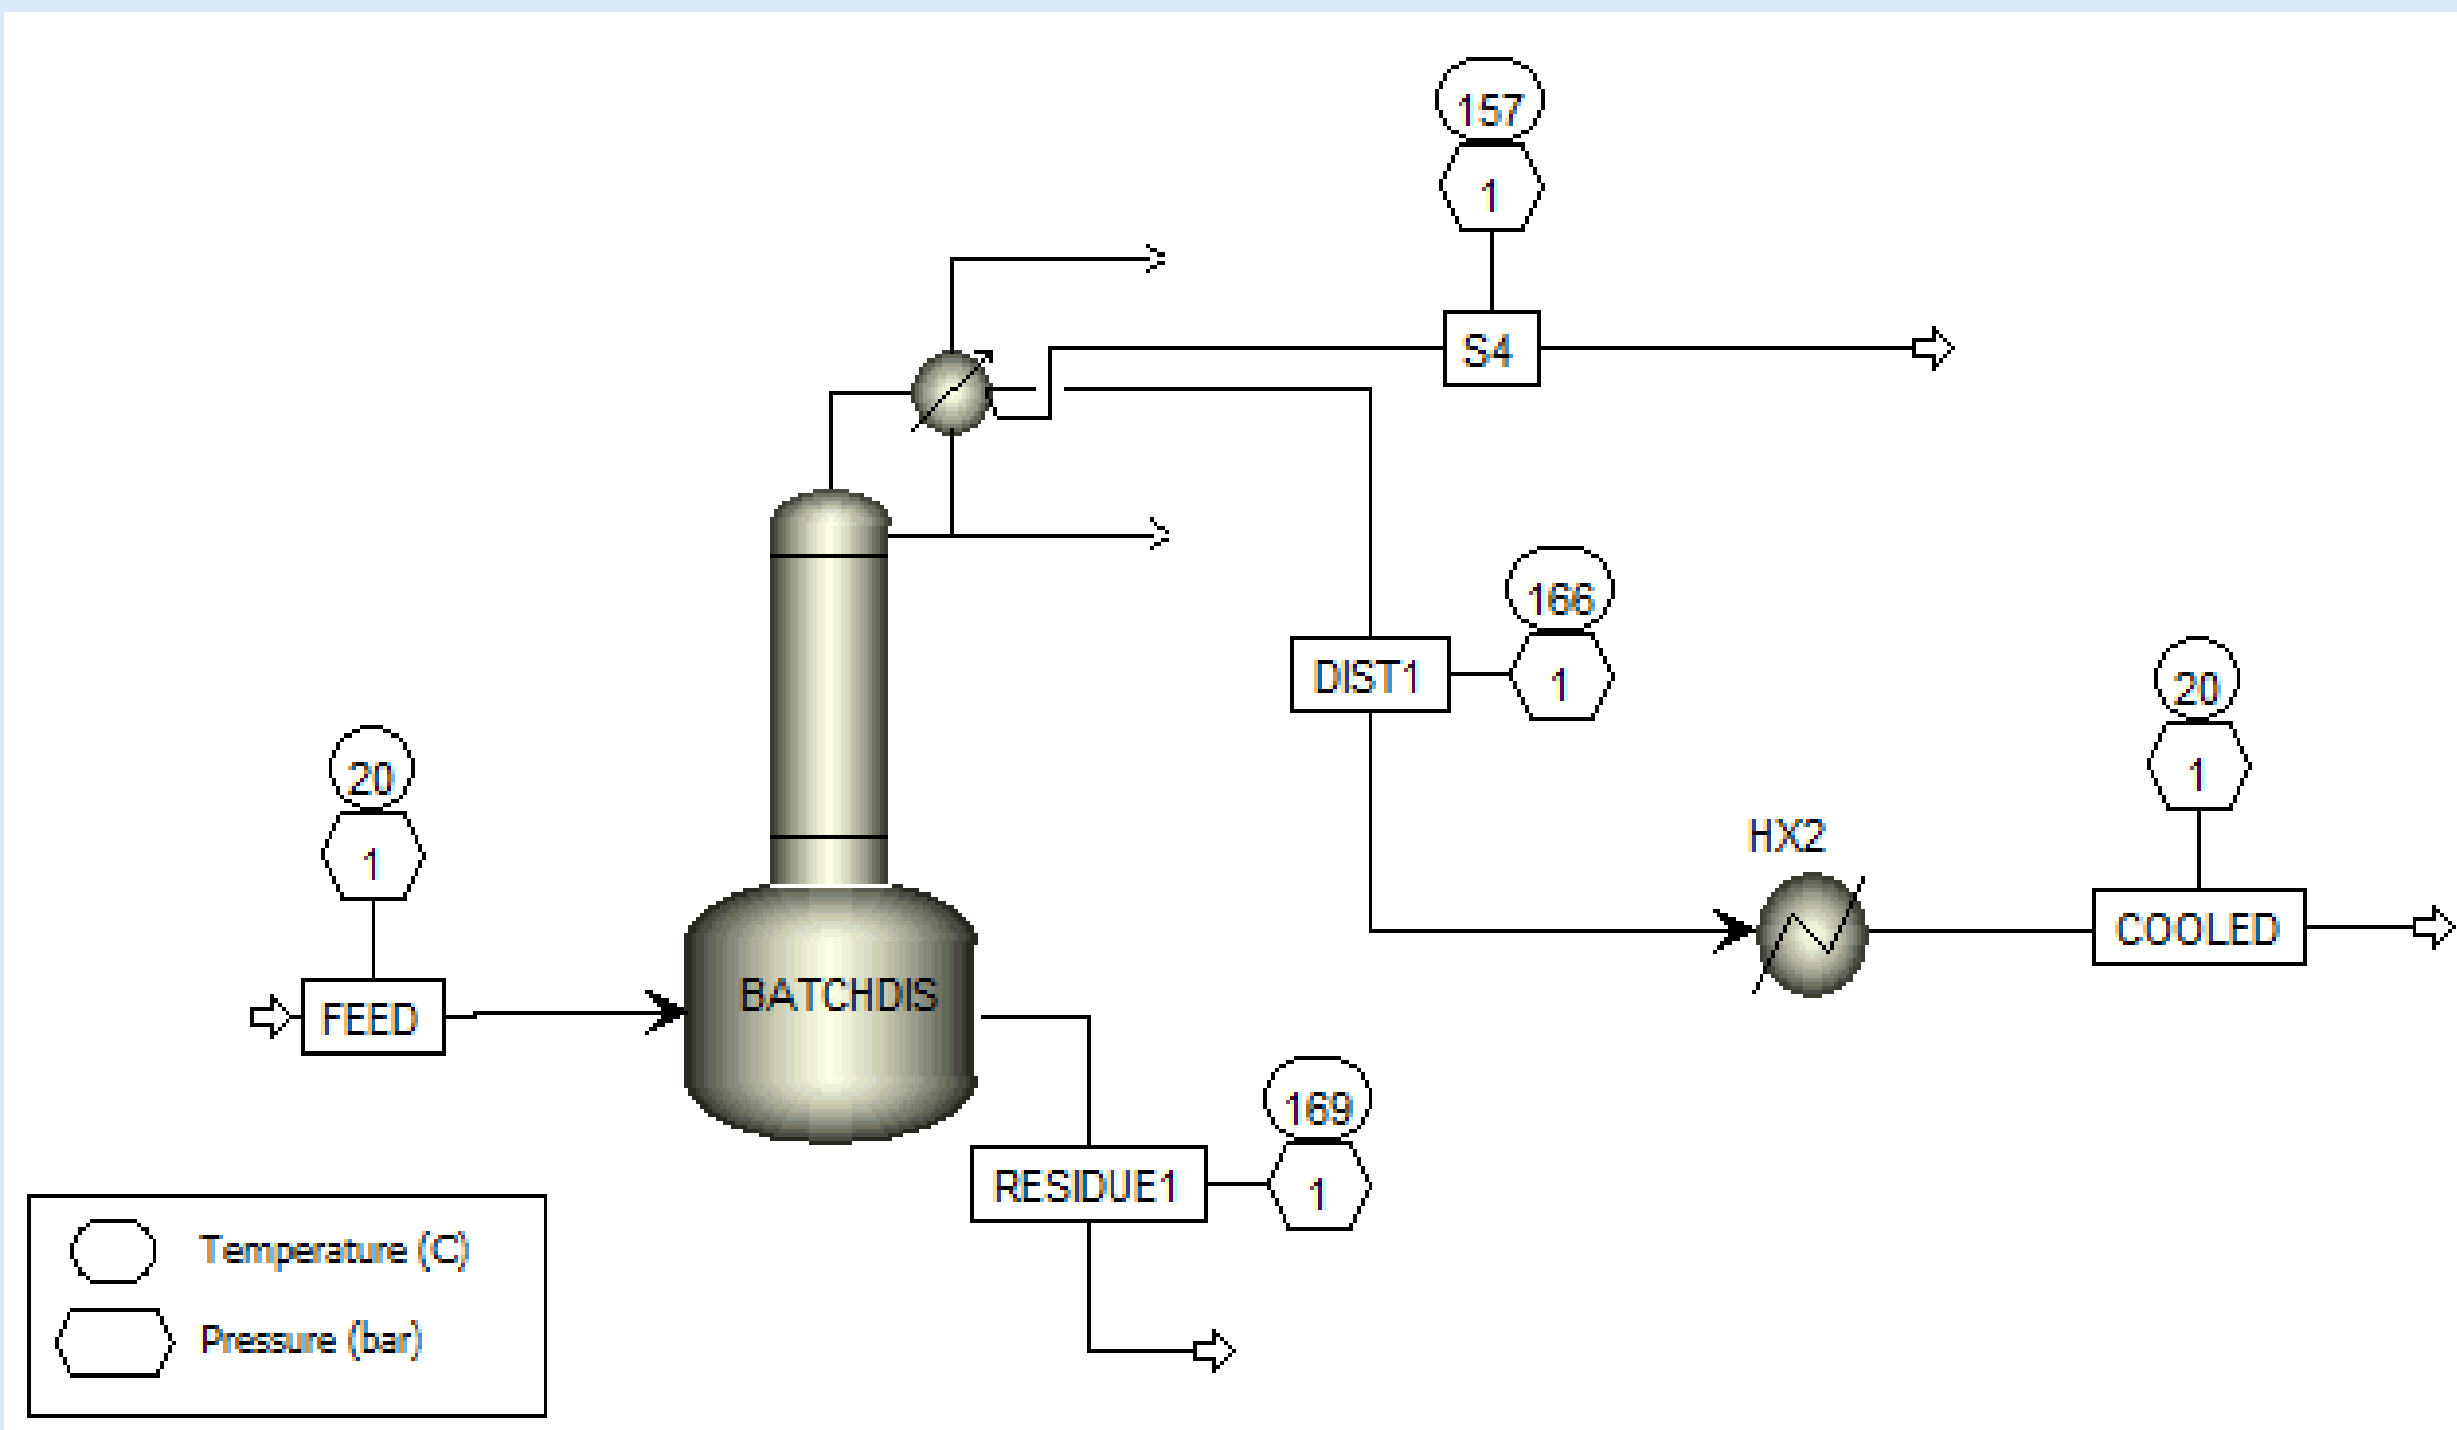 157
1
S4
166
1
DIST1
20
1
20
1
HX2
COOLED
BATCHDIS
FEED
169
1
RESIDUE1
Temperature (C)
Pressure (bar)